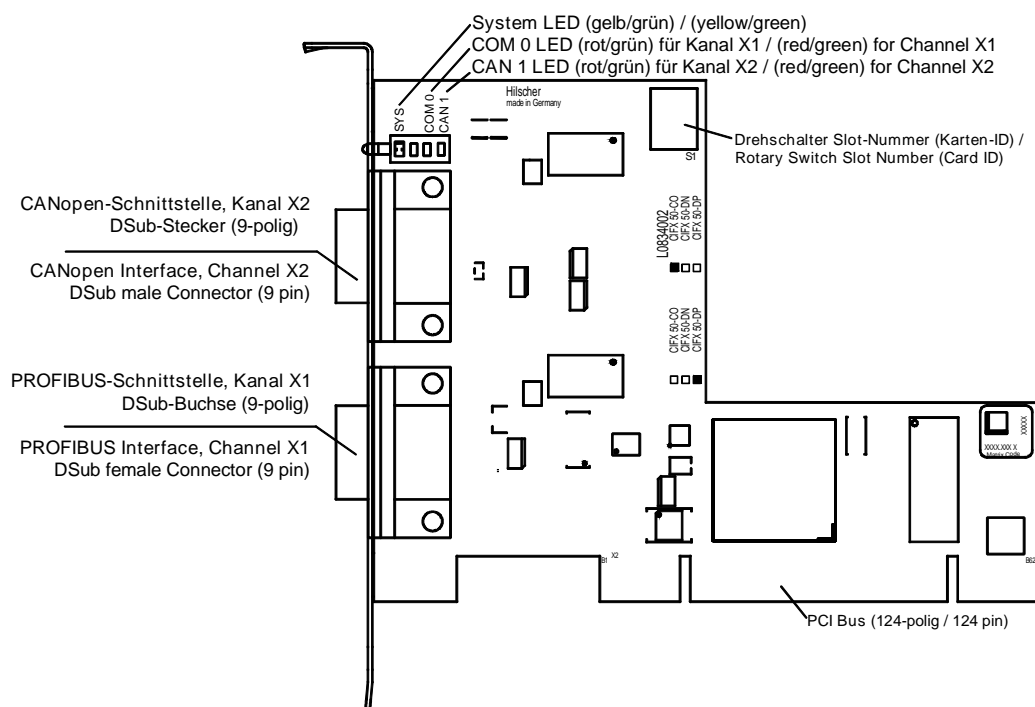 System LED (gelb/grün) / (yellow/green)
COM 0 LED (rot/grün) für Kanal X1 / (red/green) for Channel X1
CAN 1 LED (rot/grün) für Kanal X2 / (red/green) for Channel X2
SYS
COM 0
CAN 1
Hilscher
made in Germany
S1
Drehschalter Slot-Nummer (Karten-ID) /
Rotary Switch Slot Number (Card ID)
CANopen-Schnittstelle, Kanal X2
DSub-Stecker (9-polig)
CANopen Interface, Channel X2
DSub male Connector (9 pin)
L0834002
CIFX 50-CO
CIFX 50-DN
CIFX 50-DP
CIFX 50-CO
CIFX 50-DN
CIFX 50-DP
PROFIBUS-Schnittstelle, Kanal X1
DSub-Buchse (9-polig)
PROFIBUS Interface, Channel X1
DSub female Connector (9 pin)
XXXXX
XXXX.XXX X
Matrix Code
B1
X2
B62
PCI Bus (124-polig / 124 pin)